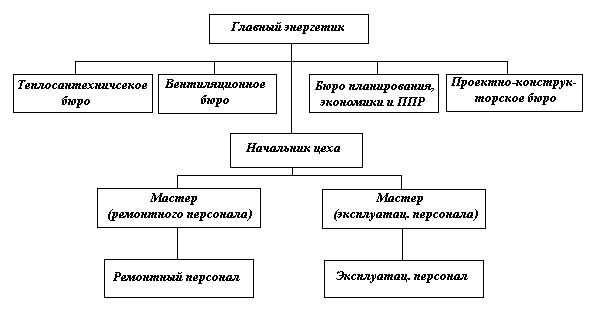 Главный энергетик
Теплосантехничсекое
бюро
Вентиляционное
бюро
Бюро планирования,
экономики и ППР
Проектно-конструк-
торское бюро
Начальник цеха
Мастер
(ремонтного персонала)
Мастер
(эксплуатац. персонала)
Ремонтный персонал
Эксплуатац. персонал